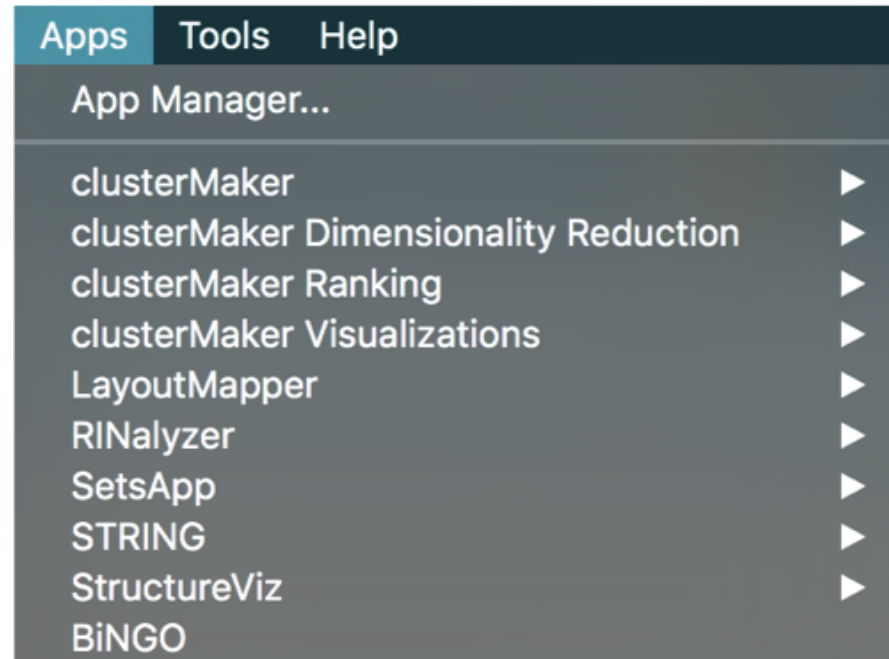 Apps Tools Help
App Manager...
clusterMaker
clusterMaker Dimensionality Reduction
clusterMaker Ranking
clusterMaker Visualizations
LayoutMapper
RINalyzer
SetsApp
STRING
StructureViz
BiNGO